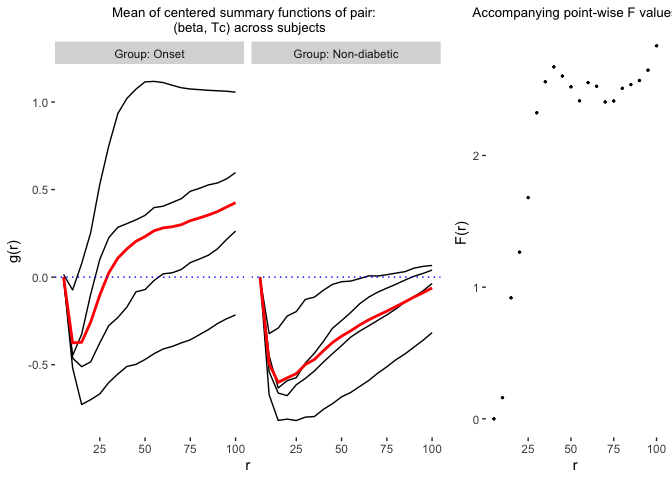 Mean of centered summary functions of pair:
(beta, Tc) across subjects
Accompanying point-wise F values
Group: Onset
Group: Non-diabetic
g(r)
1.0
0.5
0.0
-0.5
25 50 75 100
25 50 75 100
r
F(r)
2
1
0
25 50 75 100
r